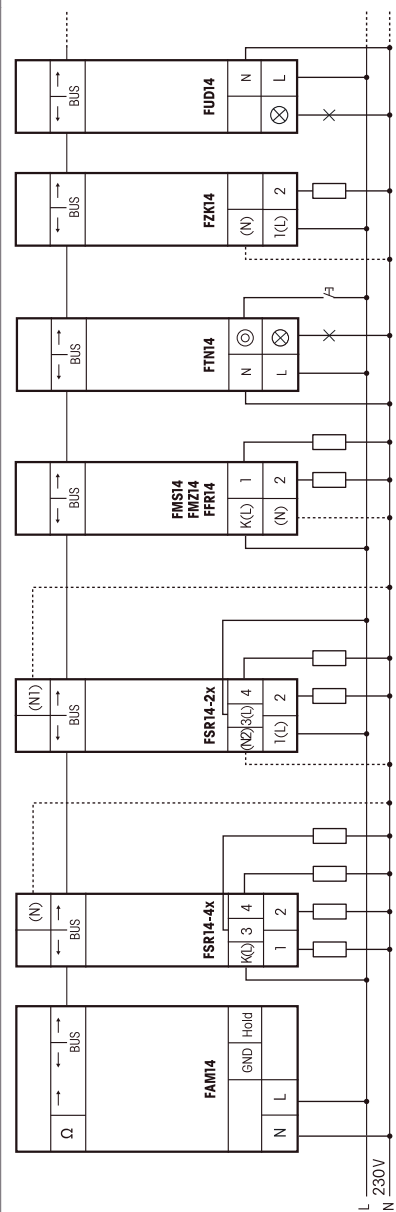 Ω → ← →
BUS
FAM14
GND Hold
N L
(N)
← →
BUS
FSR14-4x
K(L) 3 4
1 2
(N1)
← →
BUS
FSR14-2x
(N2) 3(L) 4
1(L) 2
← →
BUS
FMS14
FMZ14
FFR14
K(L) 1
(N) 2
← →
BUS
FTN14
N
L
← →
BUS
FZK14
(N)
1(L) 2
← →
BUS
FUD14
N
L
L
230V
N